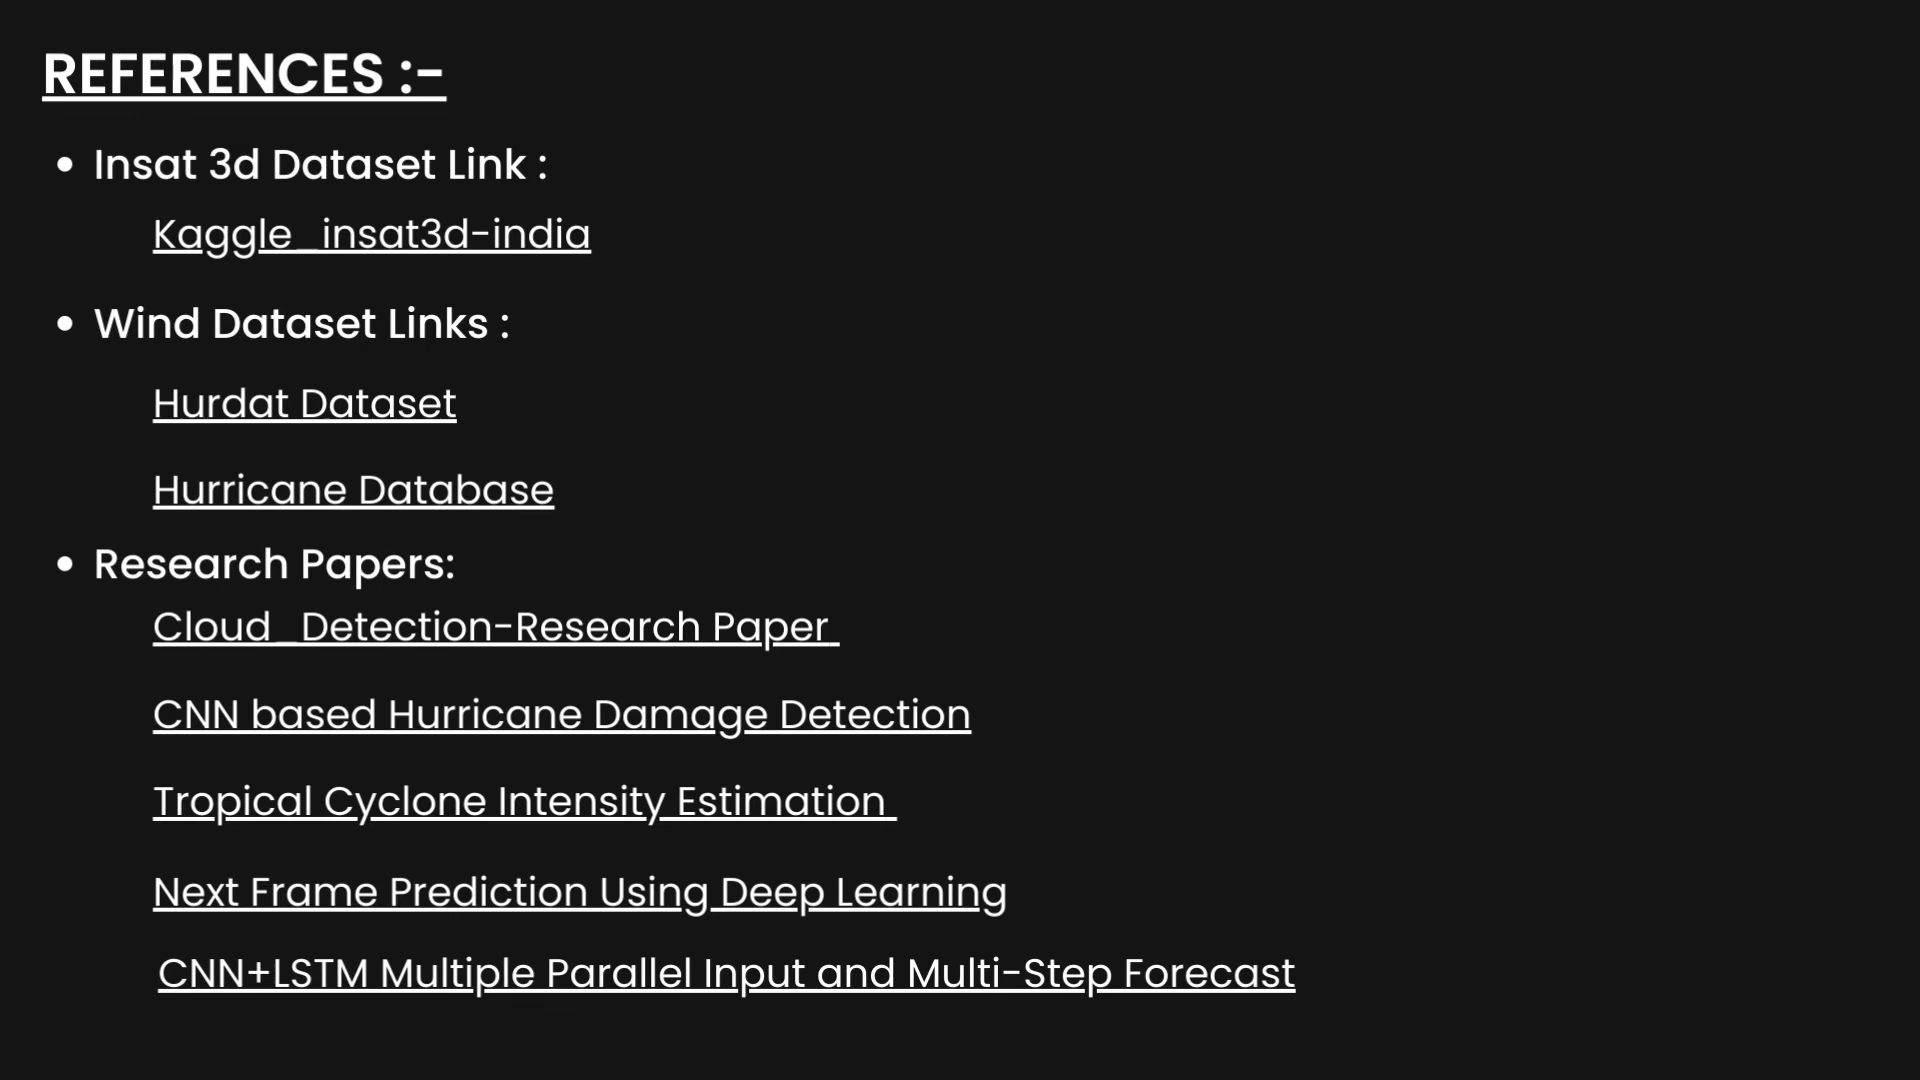 REFERENCES :-
• Insat 3d Dataset Link :
Kaggle_insat3d-india
• Wind Dataset Links :
Hurdat Dataset
Hurricane Database
• Research Papers:
Cloud_Detection-Research Paper
CNN based Hurricane Damage Detection
Tropical Cyclone Intensity Estimation
Next Frame Prediction Using Deep Learning
CNN+LSTM Multiple Parallel Input and Multi-Step Forecast